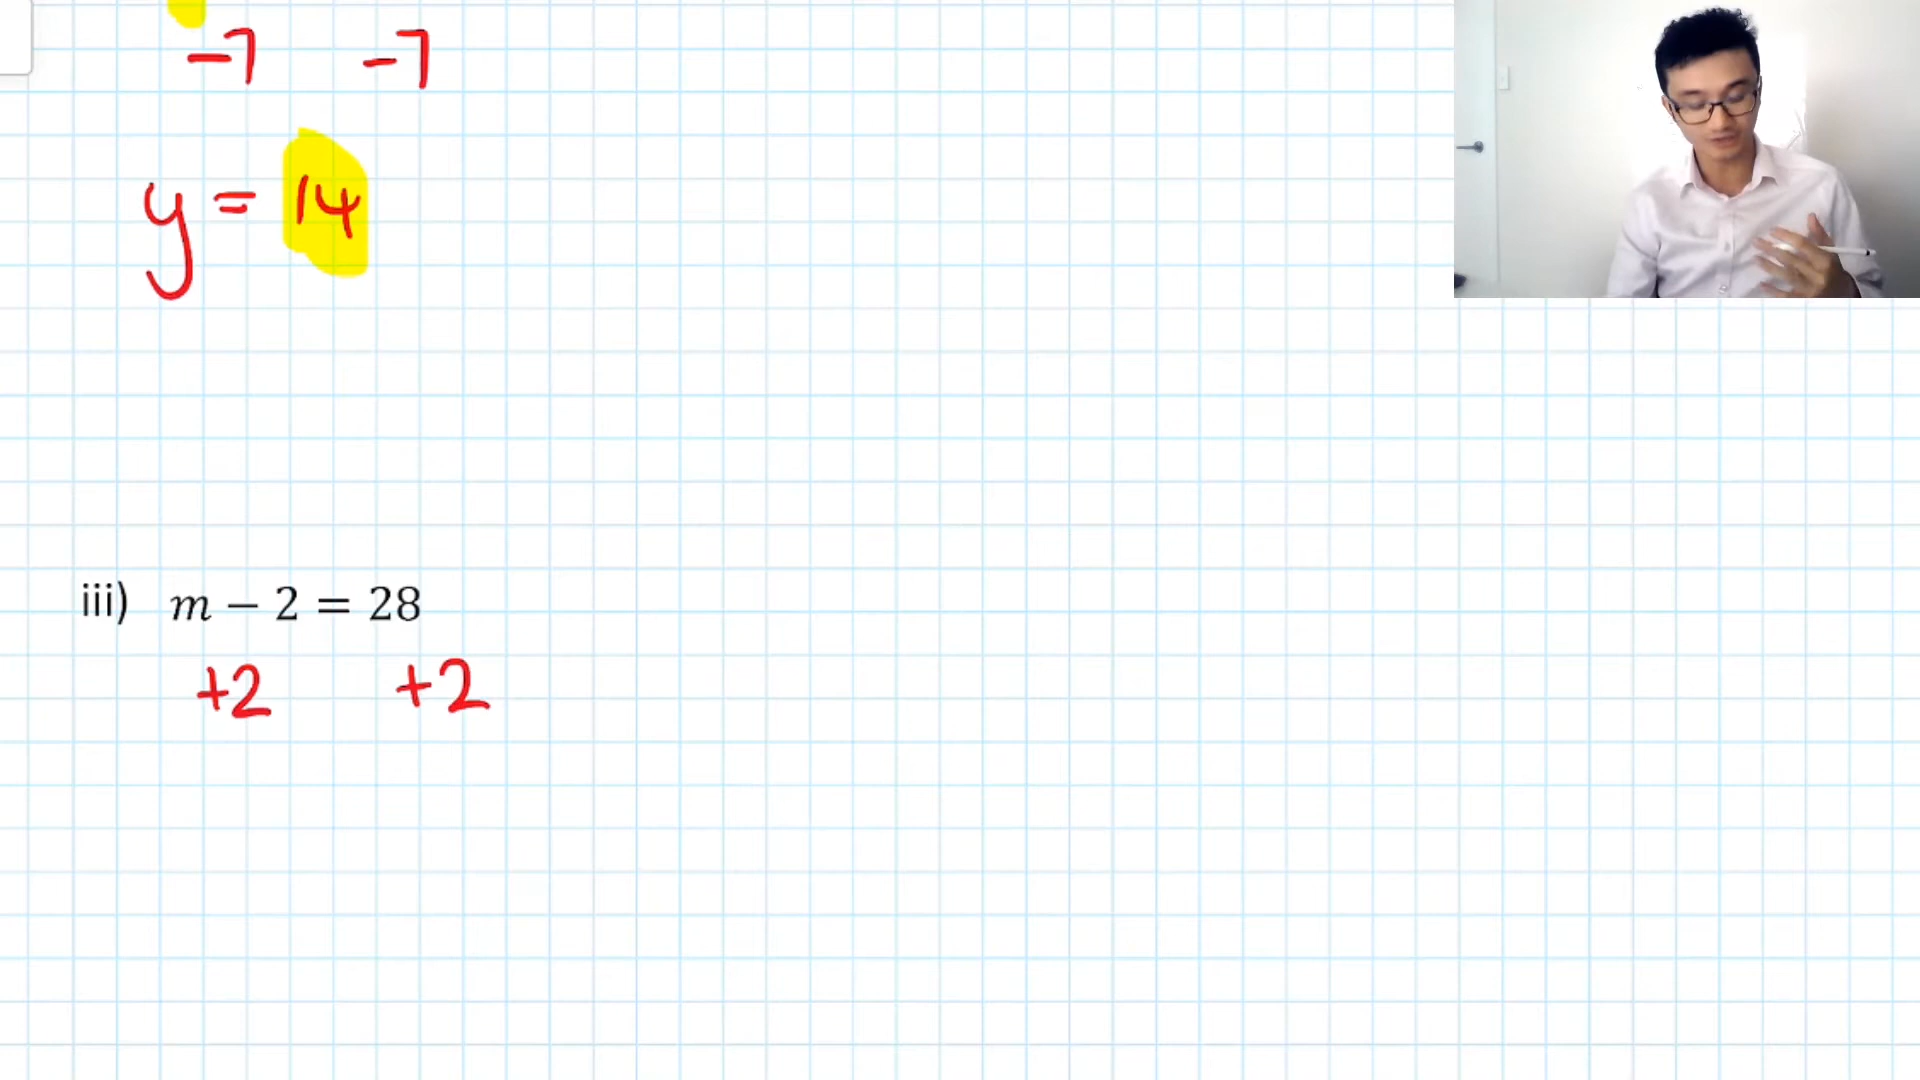 -7 -7
y = 14
iii) m − 2 = 28
+2 +2